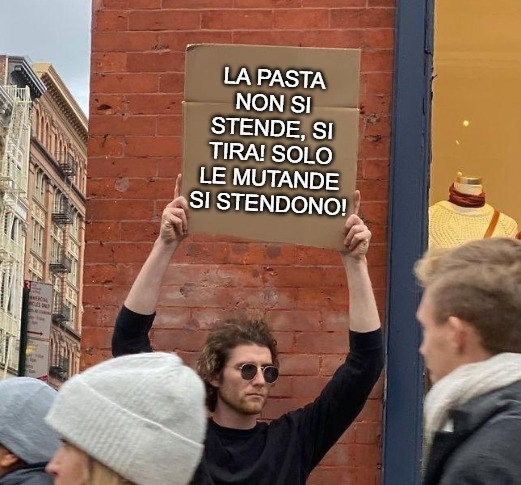 LA PASTA
NON SI
STENDE, SI
TIRA! SOLO
LE MUTANDE
SI STENDONO!